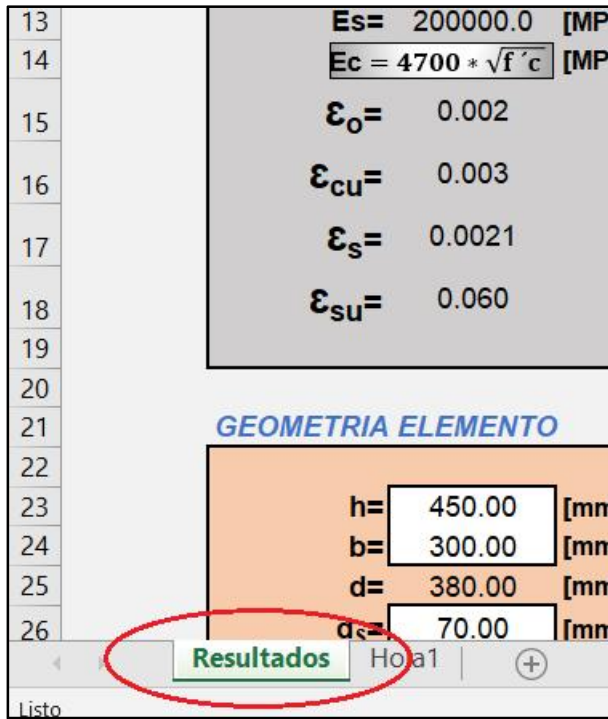 13 Es= 200000.0 [MP
14 Ec = 4700 * √f ´c [MP
15 εo= 0.002
16 εcu= 0.003
17 εs= 0.0021
18 εsu= 0.060
19
20
21 GEOMETRIA ELEMENTO
22
23 h= 450.00 [mm
24 b= 300.00 [mm
25 d= 380.00 [mm
26 ds= 70.00 [mm
Resultados Hoja1
Listo